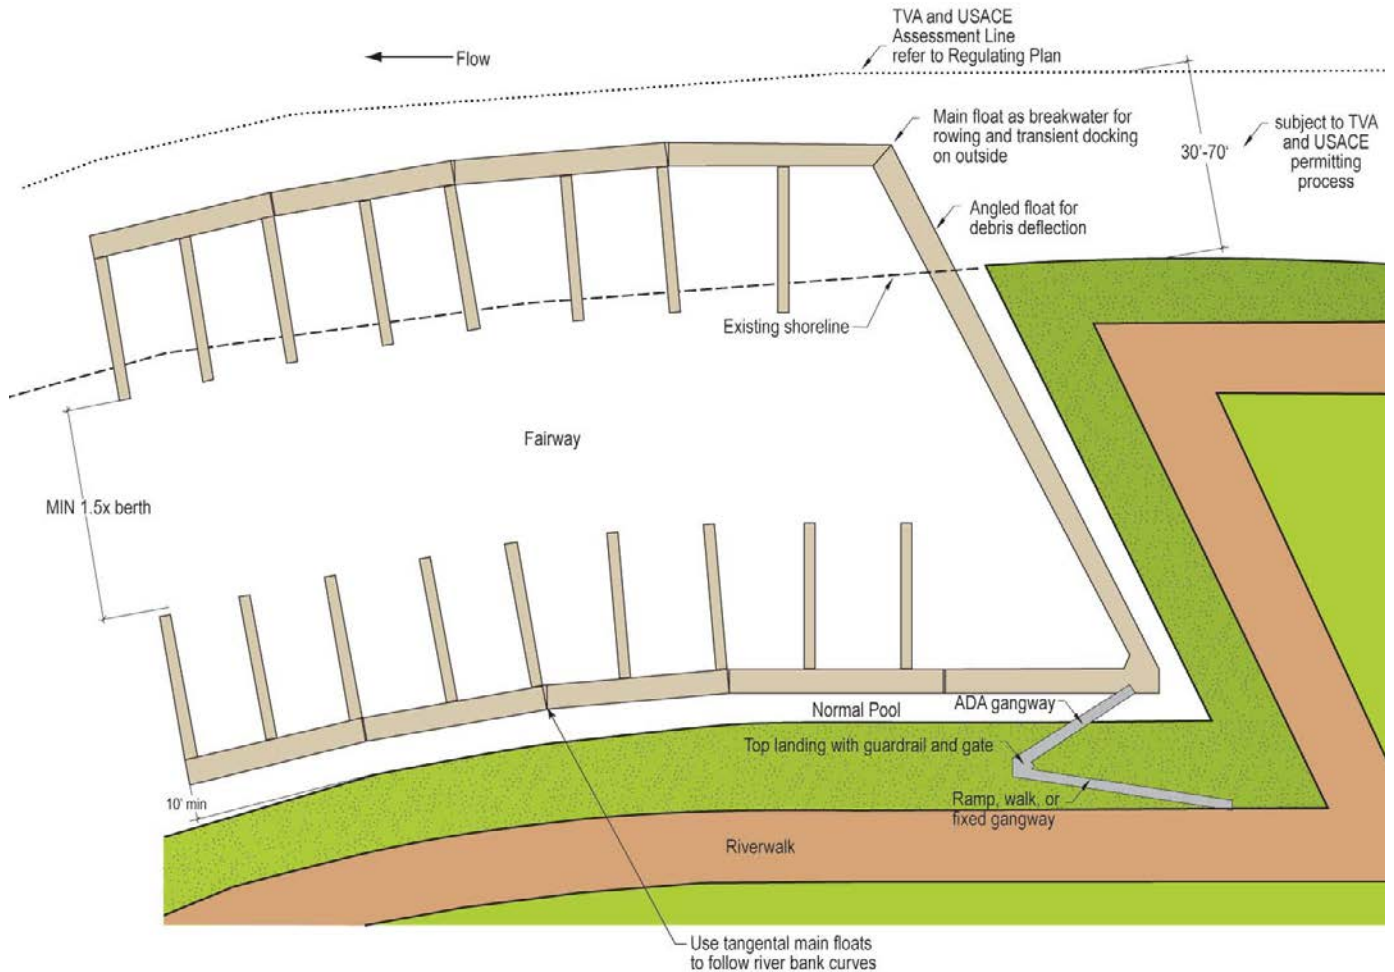 TVA and USACE
Assessment Line
refer to Regulating Plan
Flow
Main float as breakwater for
rowing and transient docking
on outside
30'-70'
subject to TVA
and USACE
permitting
process
Angled float for
debris deflection
Existing shoreline
Fairway
MIN 1.5x berth
Normal Pool
ADA gangway
Top landing with guardrail and gate
10' min
Ramp, walk, or
fixed gangway
Riverwalk
Use tangental main floats
to follow river bank curves